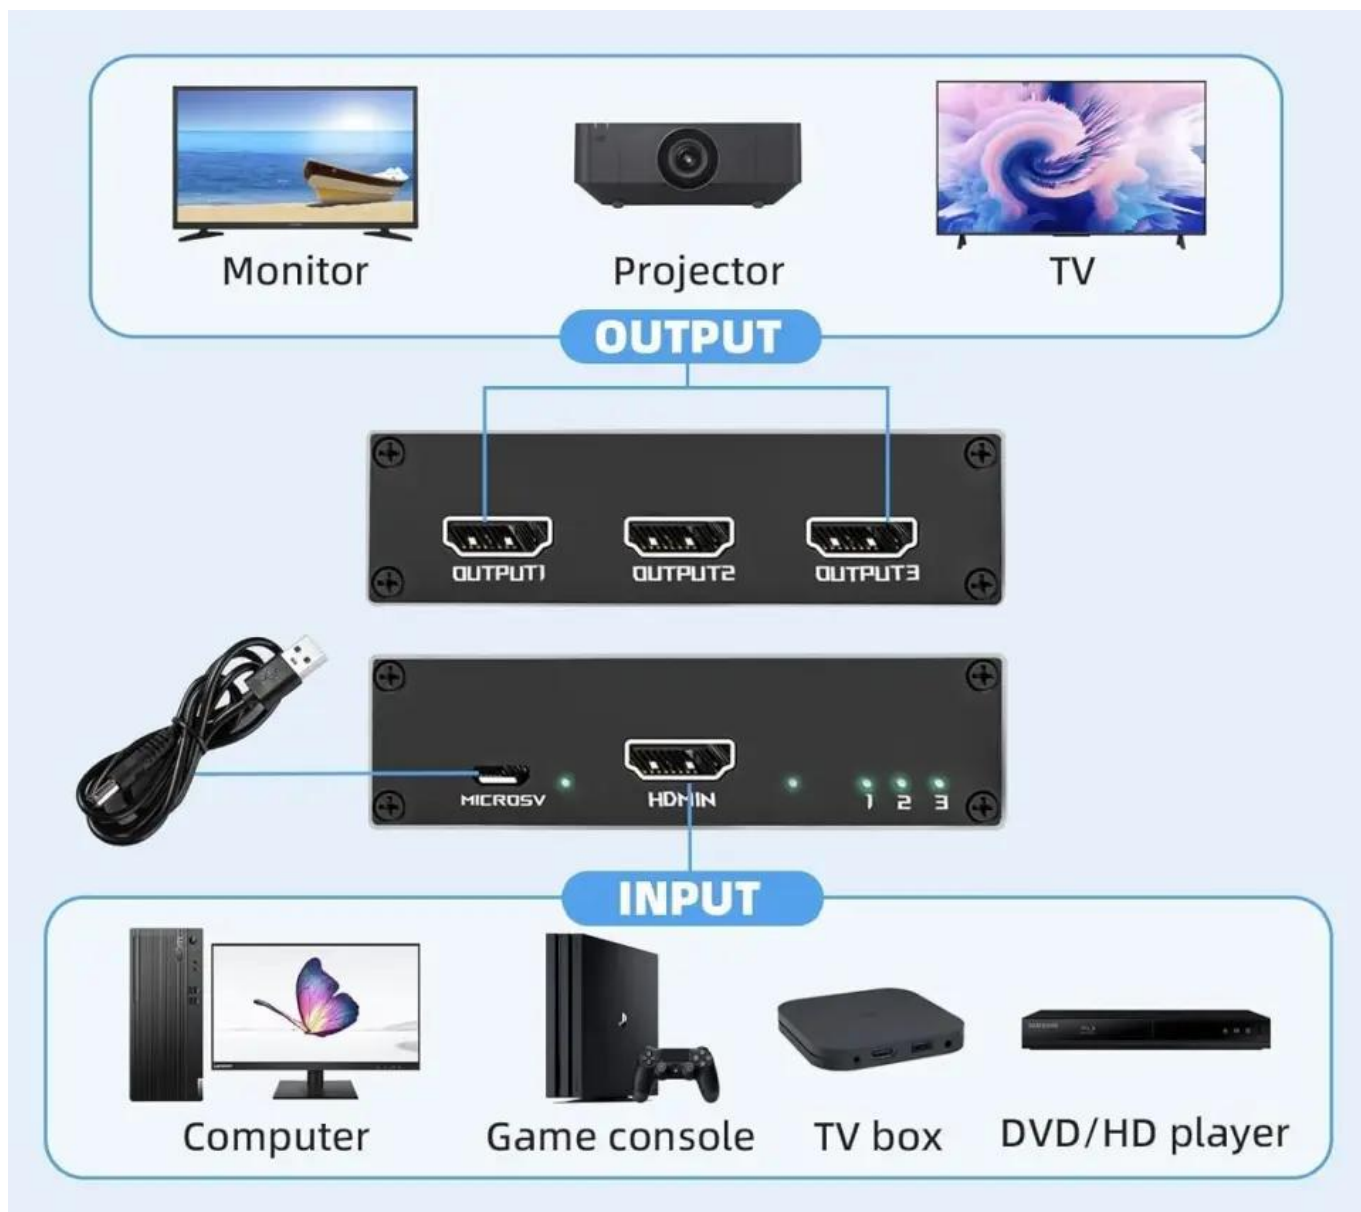 Monitor
Projector
TV
OUTPUT
OUTPUT1
OUTPUT2
OUTPUT3
MICRO5V
HDMIN
1 2 3
INPUT
Computer
Game console
TV box
DVD/HD player